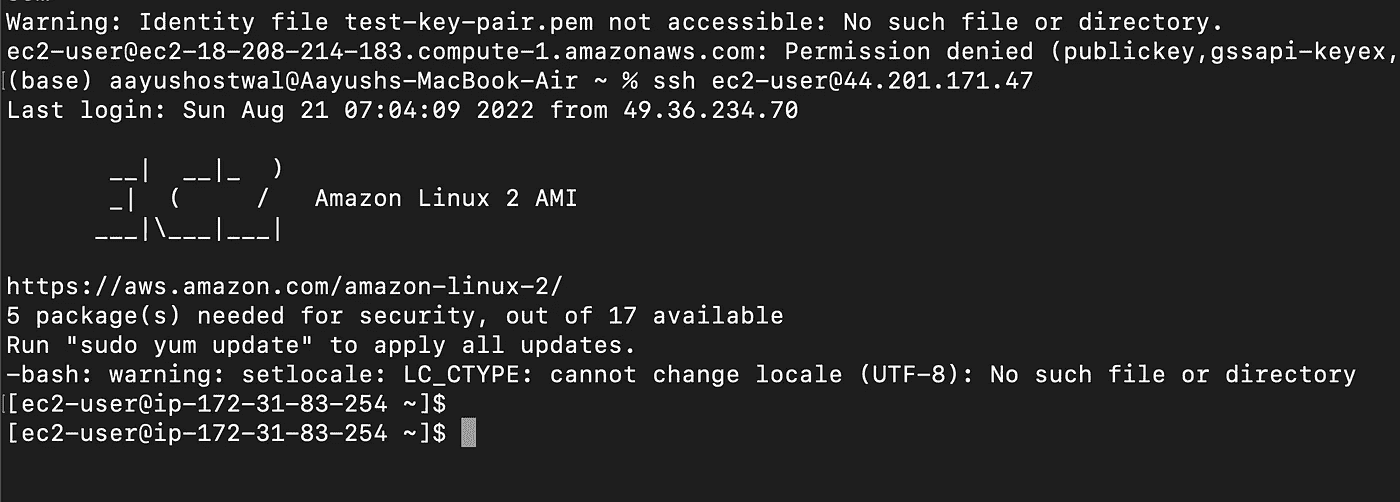 Warning: Identity file test-key-pair.pem not accessible: No such file or directory.
ec2-user@ec2-18-208-214-183.compute-1.amazonaws.com: Permission denied (publickey,gssapi-keyex,
(base) aayushostwal@Aayushs-MacBook-Air ~ % ssh ec2-user@44.201.171.47
Last login: Sun Aug 21 07:04:09 2022 from 49.36.234.70
       __|  __|_  )
       _|  (     /   Amazon Linux 2 AMI
      ___|\___|___|
https://aws.amazon.com/amazon-linux-2/
5 package(s) needed for security, out of 17 available
Run "sudo yum update" to apply all updates.
-bash: warning: setlocale: LC_CTYPE: cannot change locale (UTF-8): No such file or directory
[ec2-user@ip-172-31-83-254 ~]$
[ec2-user@ip-172-31-83-254 ~]$